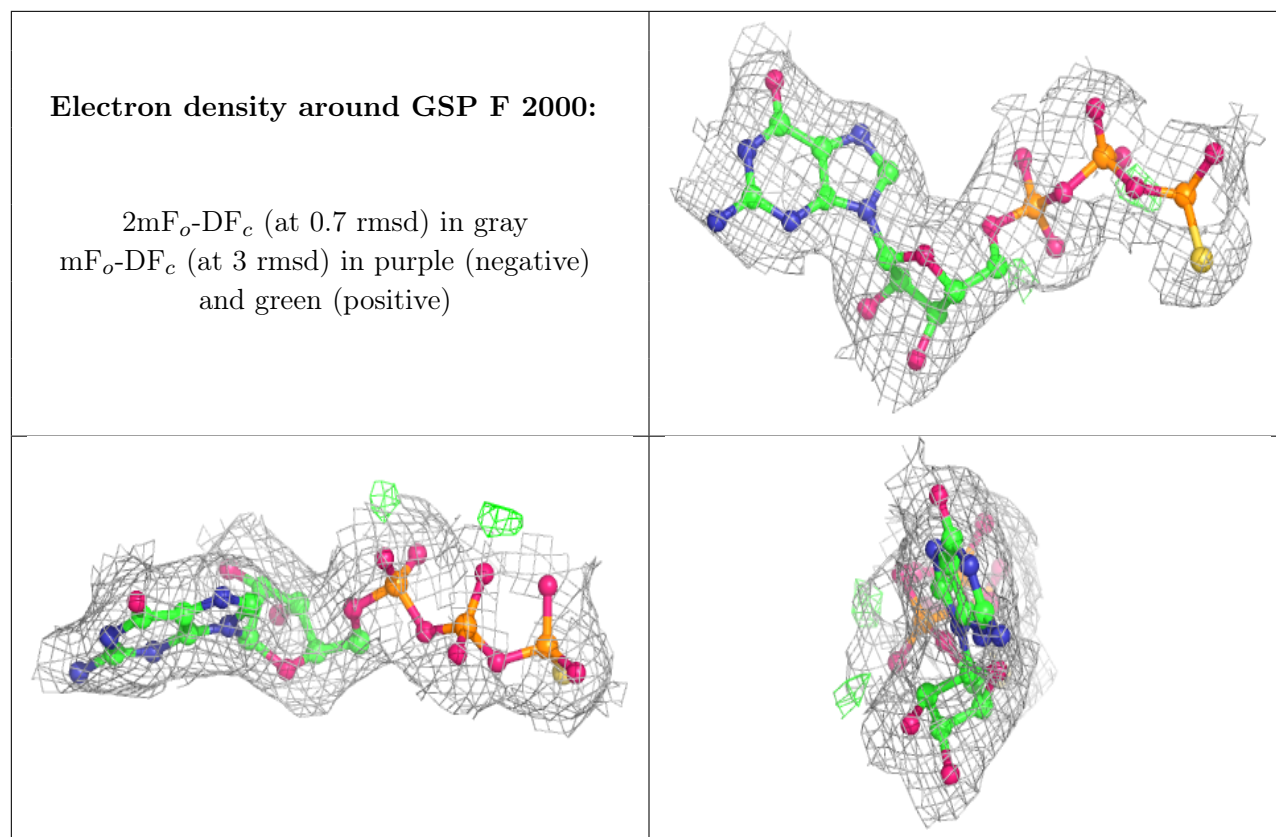 Electron density around GSP F 2000:
2mFₒ-DF𝒸 (at 0.7 rmsd) in gray
mFₒ-DF𝒸 (at 3 rmsd) in purple (negative)
and green (positive)